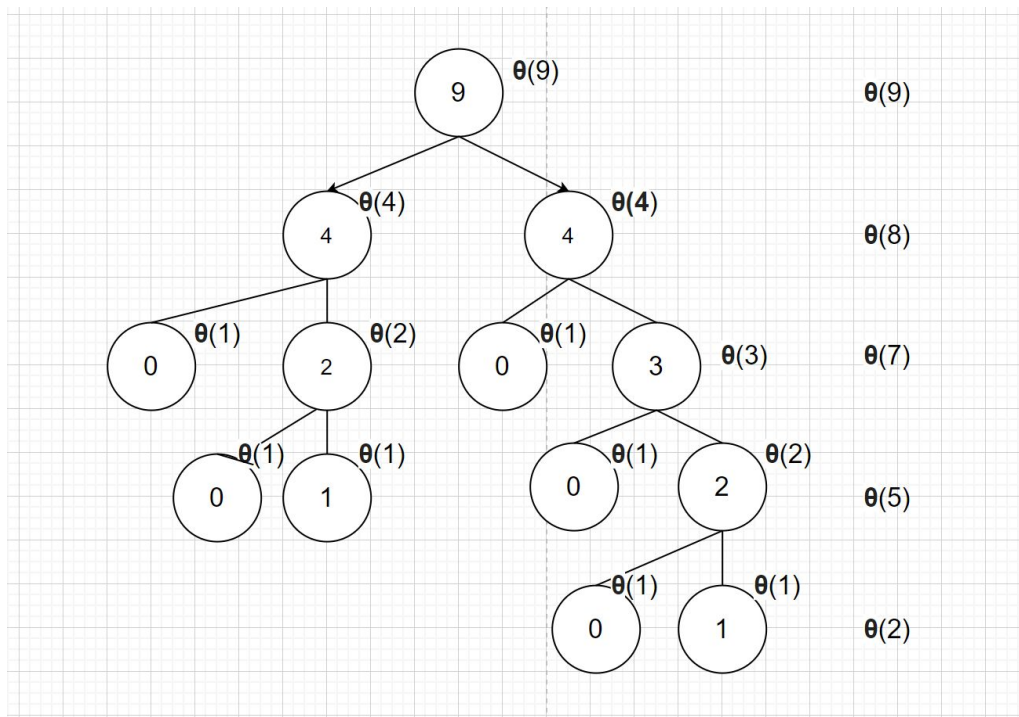 θ(9)
9 θ(9)
θ(4) θ(4)
4 4 θ(8)
θ(1) θ(2) θ(1)
0 2 0 3 θ(3) θ(7)
θ(1) θ(1) θ(1) θ(2)
0 1 0 2 θ(5)
θ(1) θ(1)
0 1 θ(2)